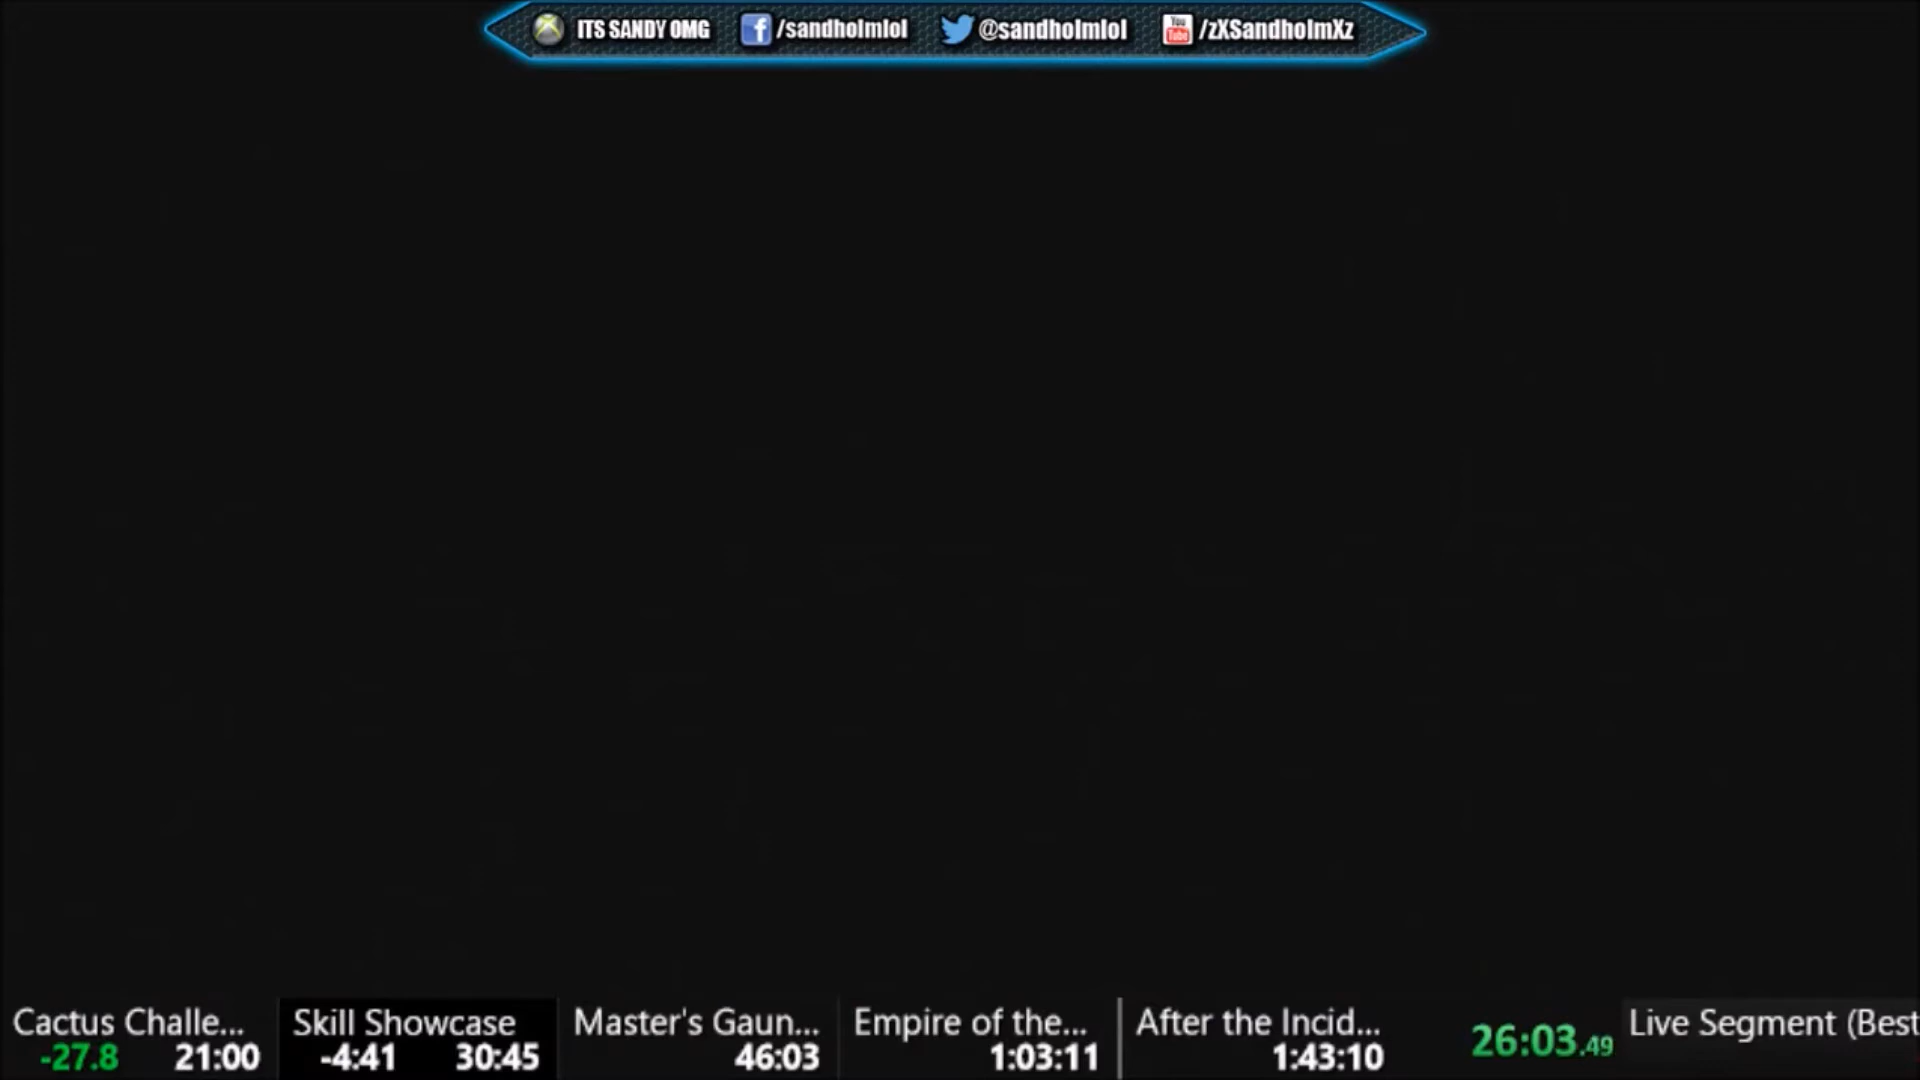 ITS SANDY OMG /sandholmlol @sandholmlol You Tube /zXSandholmXz
Cactus Challe... Skill Showcase Master's Gaun... Empire of the... After the Incid... Live Segment (Best
-27.8 21:00 -4:41 30:45 46:03 1:03:11 1:43:10 26:03.49